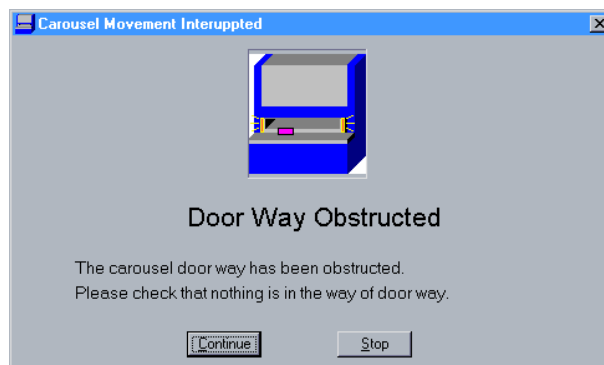 Carousel Movement Interuppted
Door Way Obstructed
The carousel door way has been obstructed.
Please check that nothing is in the way of door way.
Continue Stop